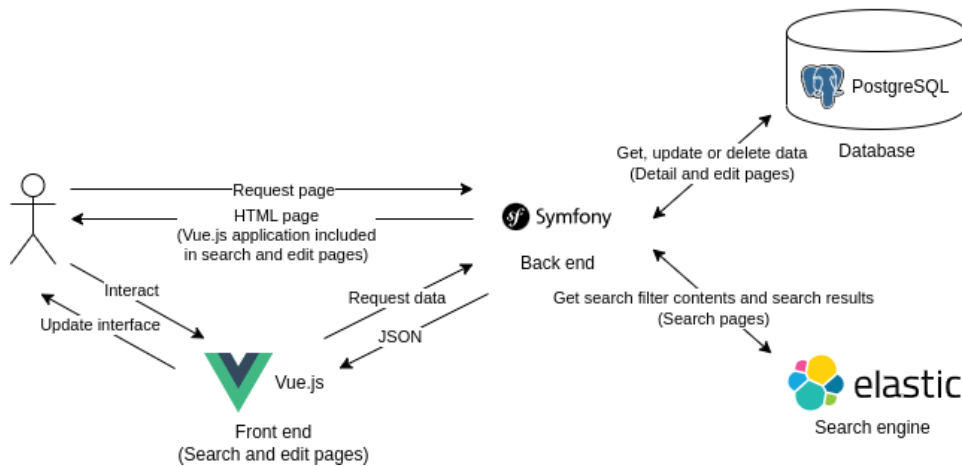 PostgreSQL
Database
Get, update or delete data
(Detail and edit pages)
Request page
HTML page
(Vue.js application included
in search and edit pages)
sf Symfony
Back end
Interact
Update interface
Request data
JSON
Get search filter contents and search results
(Search pages)
Vue.js
Front end
(Search and edit pages)
elastic
Search engine